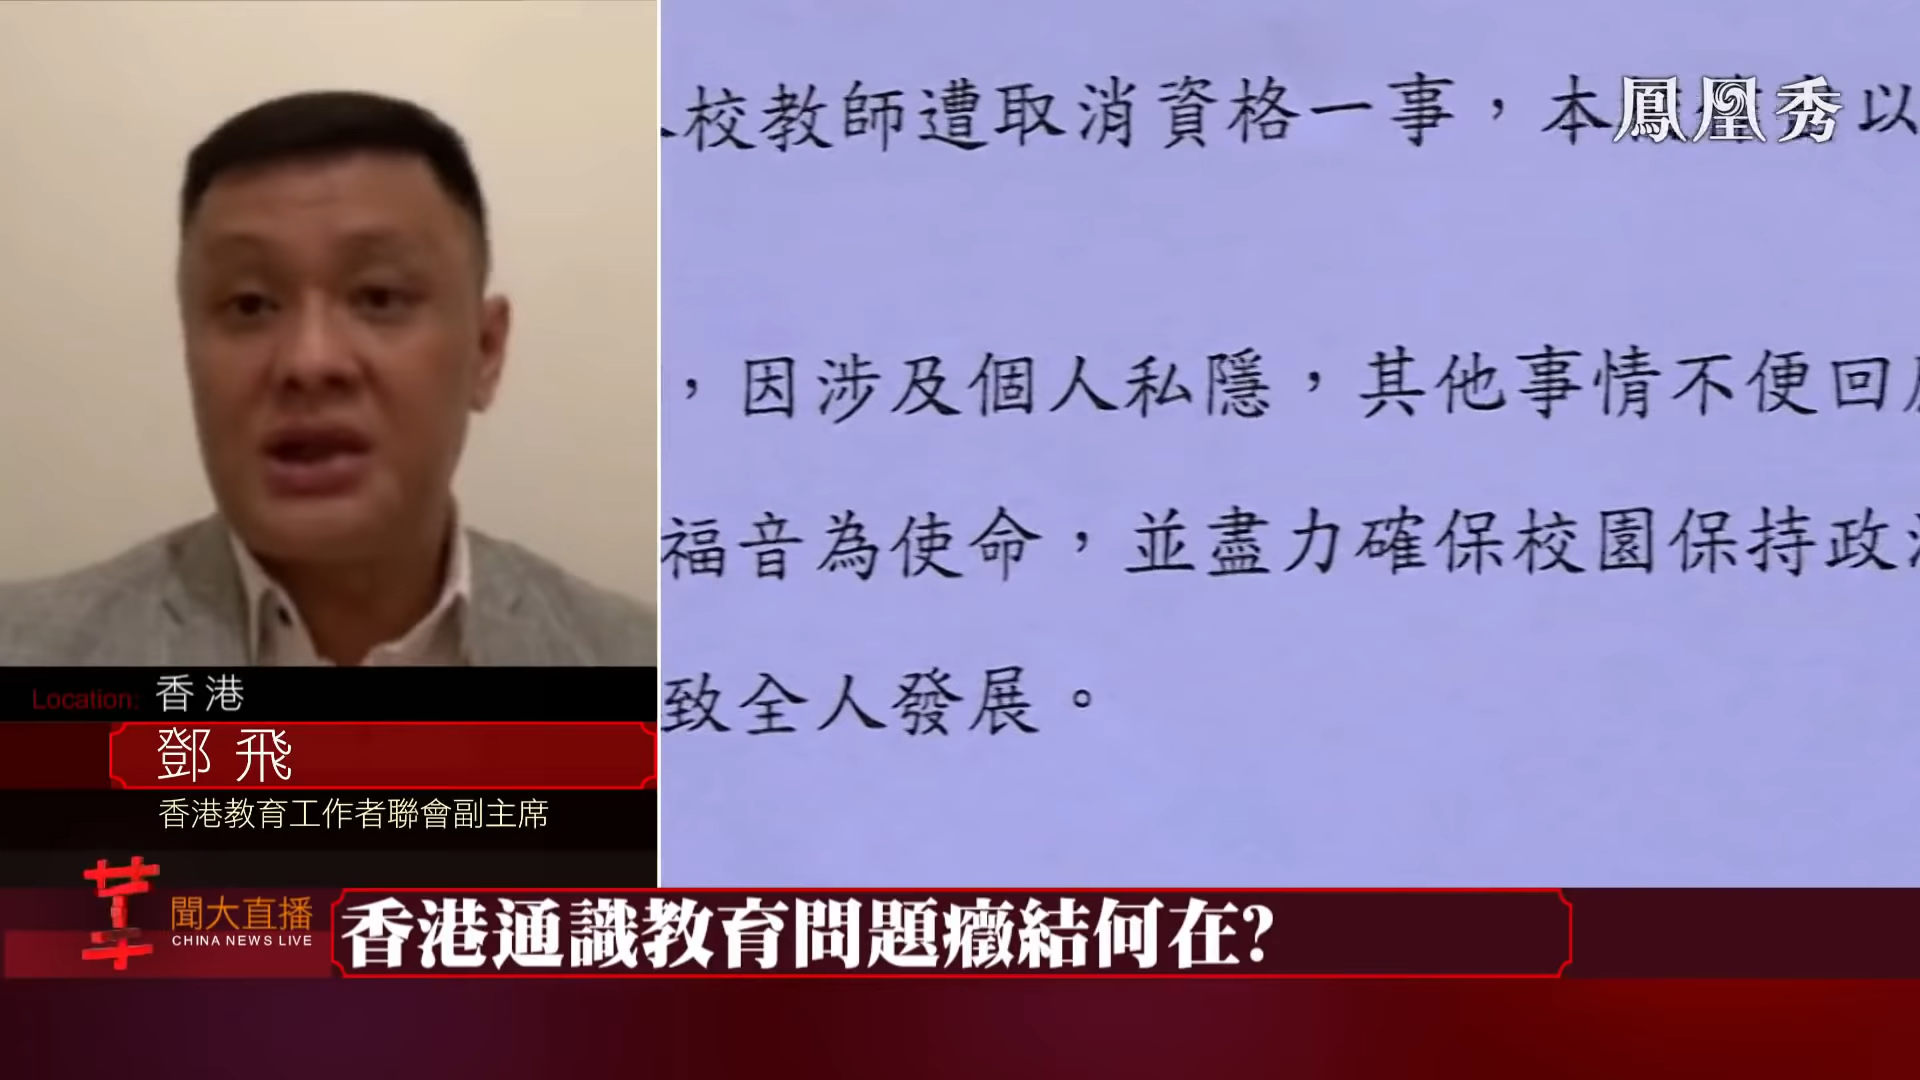 校教師遭取消資格一事，本
以
鳳凰秀
，因涉及個人私隱，其他事情不便回
福音為使命，並盡力確保校園保持政
致全人發展。
Location: 香港
鄧飛
香港教育工作者聯會副主席
華
聞大直播
CHINA NEWS LIVE
香港通識教育問題癥結何在?